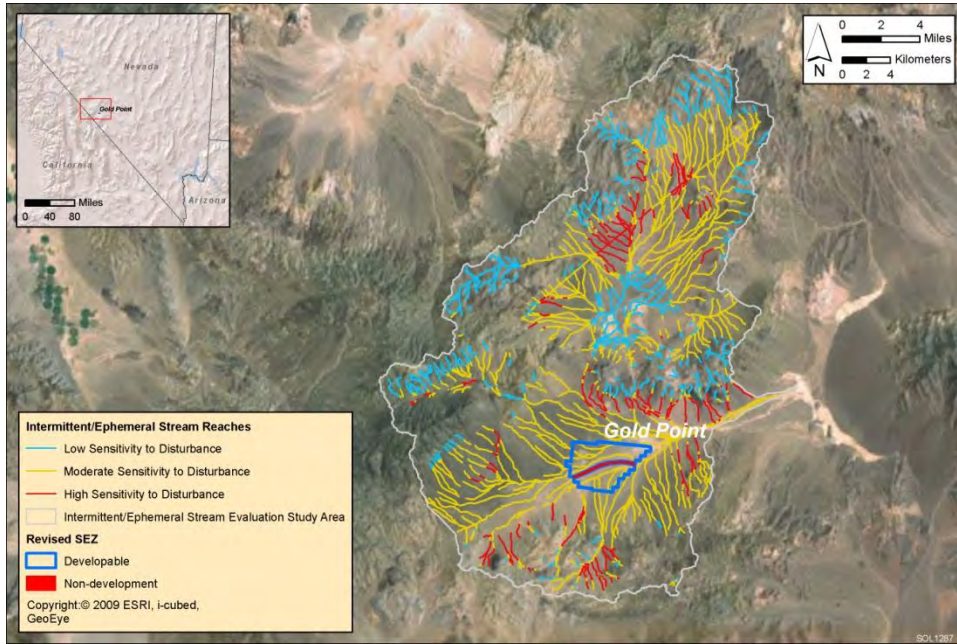 Nevada
Gold Point
California
Arizona
Miles
0 40 80
0 2 4
Miles
Kilometers
0 2 4
N
Gold Point
Intermittent/Ephemeral Stream Reaches
Low Sensitivity to Disturbance
Moderate Sensitivity to Disturbance
High Sensitivity to Disturbance
Intermittent/Ephemeral Stream Evaluation Study Area
Revised SEZ
Developable
Non-development
Copyright:© 2009 ESRI, i-cubed,
GeoEye
SOL1287